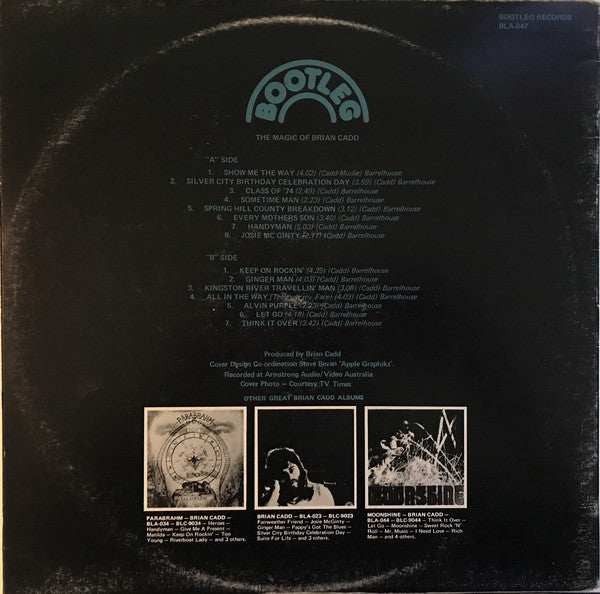 BOOTLEG RECORDS
BLA.047
BOOTLEG
THE MAGIC OF BRIAN CADD
"A" SIDE
1. SHOW ME THE WAY (4.02) (Cadd-Mudie) Barrelhouse
2. SILVER CITY BIRTHDAY CELEBRATION DAY (3.59) (Cadd) Barrelhouse
3. CLASS OF '74 (2.49) (Cadd) Barrelhouse
4. SOMETIME MAN (2.23) (Cadd) Barrelhouse
5. SPRING HILL COUNTY BREAKDOWN (3.12) (Cadd) Barrelhouse
6. EVERY MOTHERS SON (3.40) (Cadd) Barrelhouse
7. HANDYMAN (5.03) (Cadd) Barrelhouse
8. JOSIE MC GINTY (Cadd) Barrelhouse
"B" SIDE
1. KEEP ON ROCKIN' (4.39) (Cadd) Barrelhouse
2. GINGER MAN (4.03) (Cadd) Barrelhouse
3. KINGSTON RIVER TRAVELLIN' MAN (3.08) (Cadd) Barrelhouse
4. ALL IN THE WAY (They my Face) (4.03) (Cadd) Barrelhouse
5. ALVIN PURPLE (2.23) (Cadd) Barrelhouse
6. LET GO (4.18) (Cadd) Barrelhouse
7. THINK IT OVER (3.42) (Cadd) Barrelhouse
Produced by Brian Cadd
Cover Design Co-ordination Steve Bevan 'Apple Graphiks'.
Recorded at Armstrong Audio/Video Australia
Cover Photo — Courtesy TV Times
OTHER GREAT BRIAN CADD ALBUMS
PARABRAHM
MOONSHINE
PARABRAHM — BRIAN CADD —
BLA-034 — BLC-9034 — Heroes —
Handyman — Give Me A Present —
Matilda — Keep On Rockin' — Too
Young — Riverboat Lady — and 3 others.
BRIAN CADD — BLA-023 — BLC-9023
Fairweather Friend — Josie McGinty —
Ginger Man — Pappy's Got The Blues —
Silver City Birthday Celebration Day —
Suite For Life — and 3 others.
MOONSHINE — BRIAN CADD —
BLA-044 — BLC-9044 — Think It Over —
Let Go — Moonshine — Sweet Rock 'N'
Roll — Mr. Music — I Need Love — Rich
Man — and 4 others.